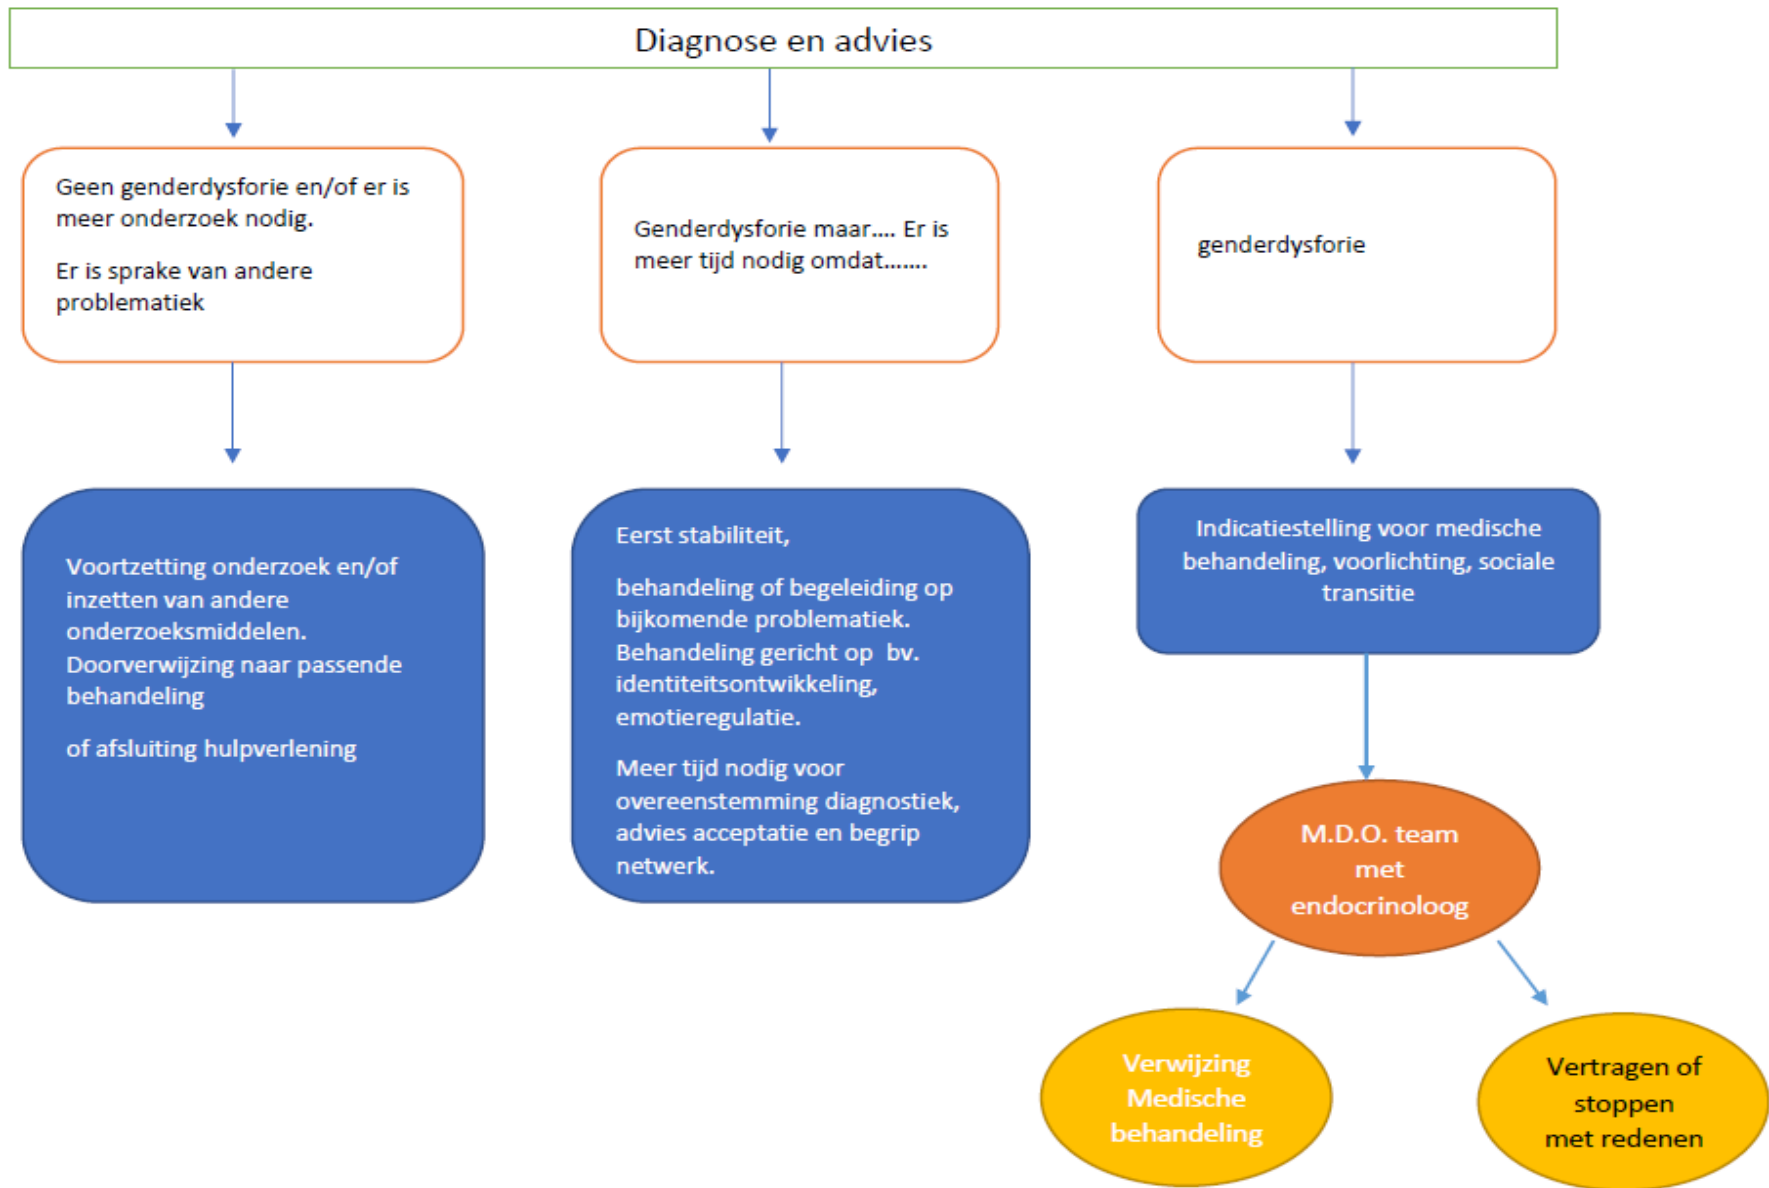 Diagnose en advies
Geen genderdysforie en/of er is
meer onderzoek nodig.
Er is sprake van andere
problematiek
Genderdysforie maar.... Er is
meer tijd nodig omdat.......
genderdysforie
Voortzetting onderzoek en/of
inzetten van andere
onderzoeksmiddelen.
Doorverwijzing naar passende
behandeling
of afsluiting hulpverlening
Eerst stabiliteit,
behandeling of begeleiding op
bijkomende problematiek.
Behandeling gericht op bv.
identiteitsontwikkeling,
emotieregulatie.
Meer tijd nodig voor
overeenstemming diagnostiek,
advies acceptatie en begrip
netwerk.
Indicatiestelling voor medische
behandeling, voorlichting, sociale
transitie
M.D.O. team
met
endocrinoloog
Verwijzing
Medische
behandeling
Vertragen of
stoppen
met redenen